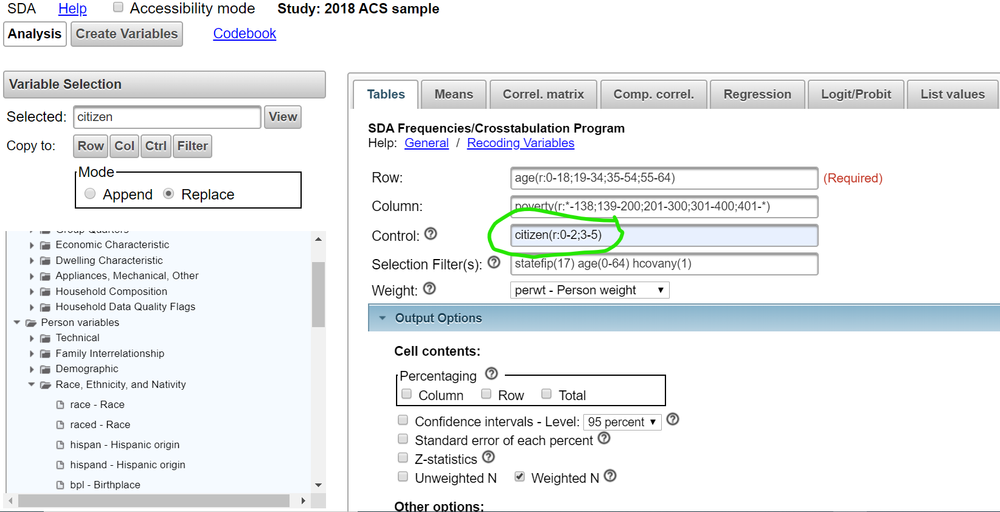 SDA Help Accessibility mode Study: 2018 ACS sample
Analysis Create Variables Codebook
Variable Selection
Selected: citizen View
Copy to: Row Col Ctrl Filter
Mode
Append Replace
Group Quarters
Economic Characteristic
Dwelling Characteristic
Appliances, Mechanical, Other
Household Composition
Household Data Quality Flags
Person variables
Technical
Family Interrelationship
Demographic
Race, Ethnicity, and Nativity
race - Race
raced - Race
hispan - Hispanic origin
hispand - Hispanic origin
bpl - Birthplace
Tables Means Correl. matrix Comp. correl. Regression Logit/Probit List values
SDA Frequencies/Crosstabulation Program
Help: General / Recoding Variables
Row: age(r:0-18;19-34;35-54;55-64) (Required)
Column: poverty(r:*-138;139-200;201-300;301-400;401-*)
Control: ? citizen(r:0-2;3-5)
Selection Filter(s): ? statefip(17) age(0-64) hcovany(1)
Weight: ? perwt - Person weight
Output Options
Cell contents:
Percentaging ?
Column Row Total
Confidence intervals - Level: 95 percent ?
Standard error of each percent ?
Z-statistics ?
Unweighted N Weighted N ?
Other options: